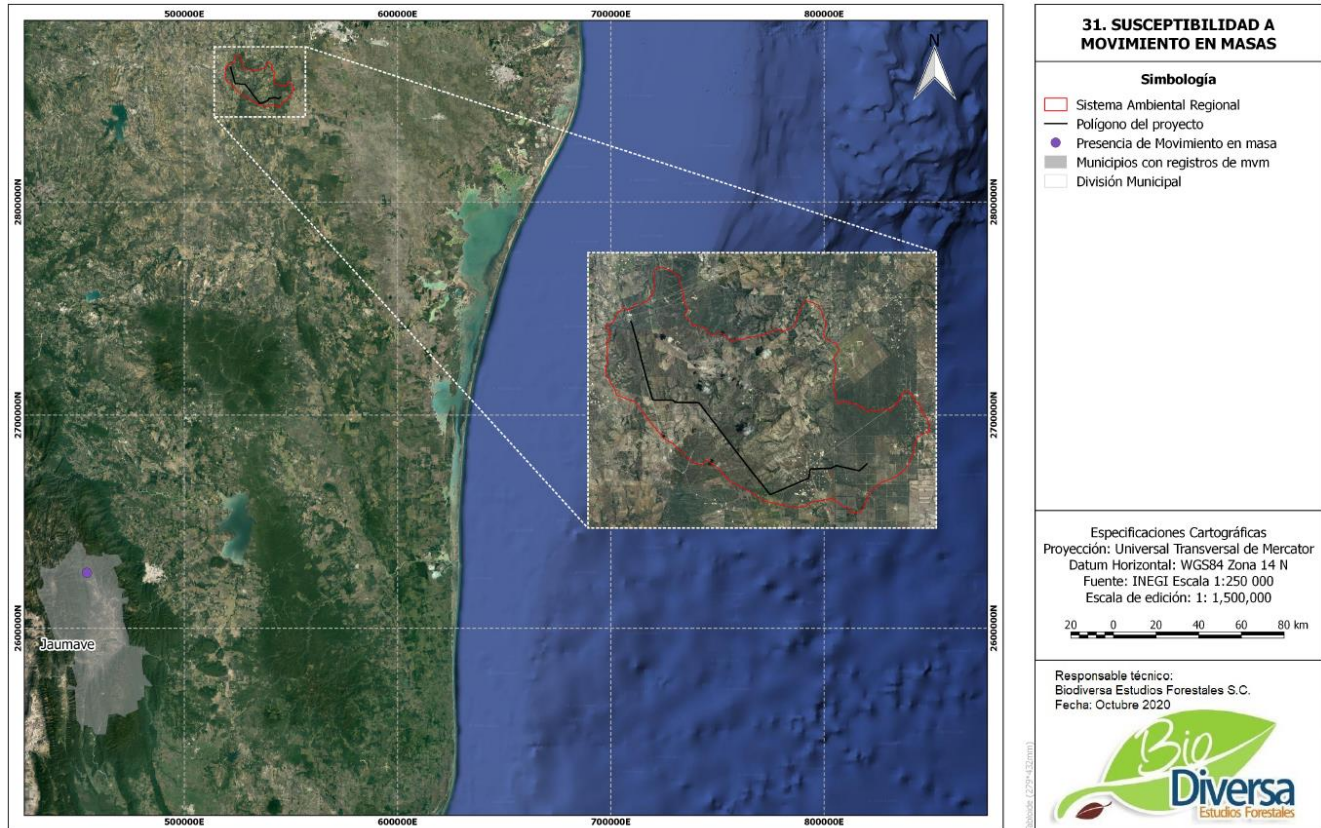 500000E 600000E 700000E 800000E
N
2800000N 2800000N
2700000N 2700000N
2600000N 2600000N
Jaumave
500000E 600000E 700000E 800000E
31. SUSCEPTIBILIDAD A
MOVIMIENTO EN MASAS
Simbología
Sistema Ambiental Regional
Polígono del proyecto
Presencia de Movimiento en masa
Municipios con registros de mvm
División Municipal
Especificaciones Cartográficas
Proyección: Universal Transversal de Mercator
Datum Horizontal: WGS84 Zona 14 N
Fuente: INEGI Escala 1:250 000
Escala de edición: 1: 1,500,000
20 0 20 40 60 80 km
Responsable técnico:
Biodiversa Estudios Forestales S.C.
Fecha: Octubre 2020
Bio
Diversa
Estudios Forestales
(279*432mm)